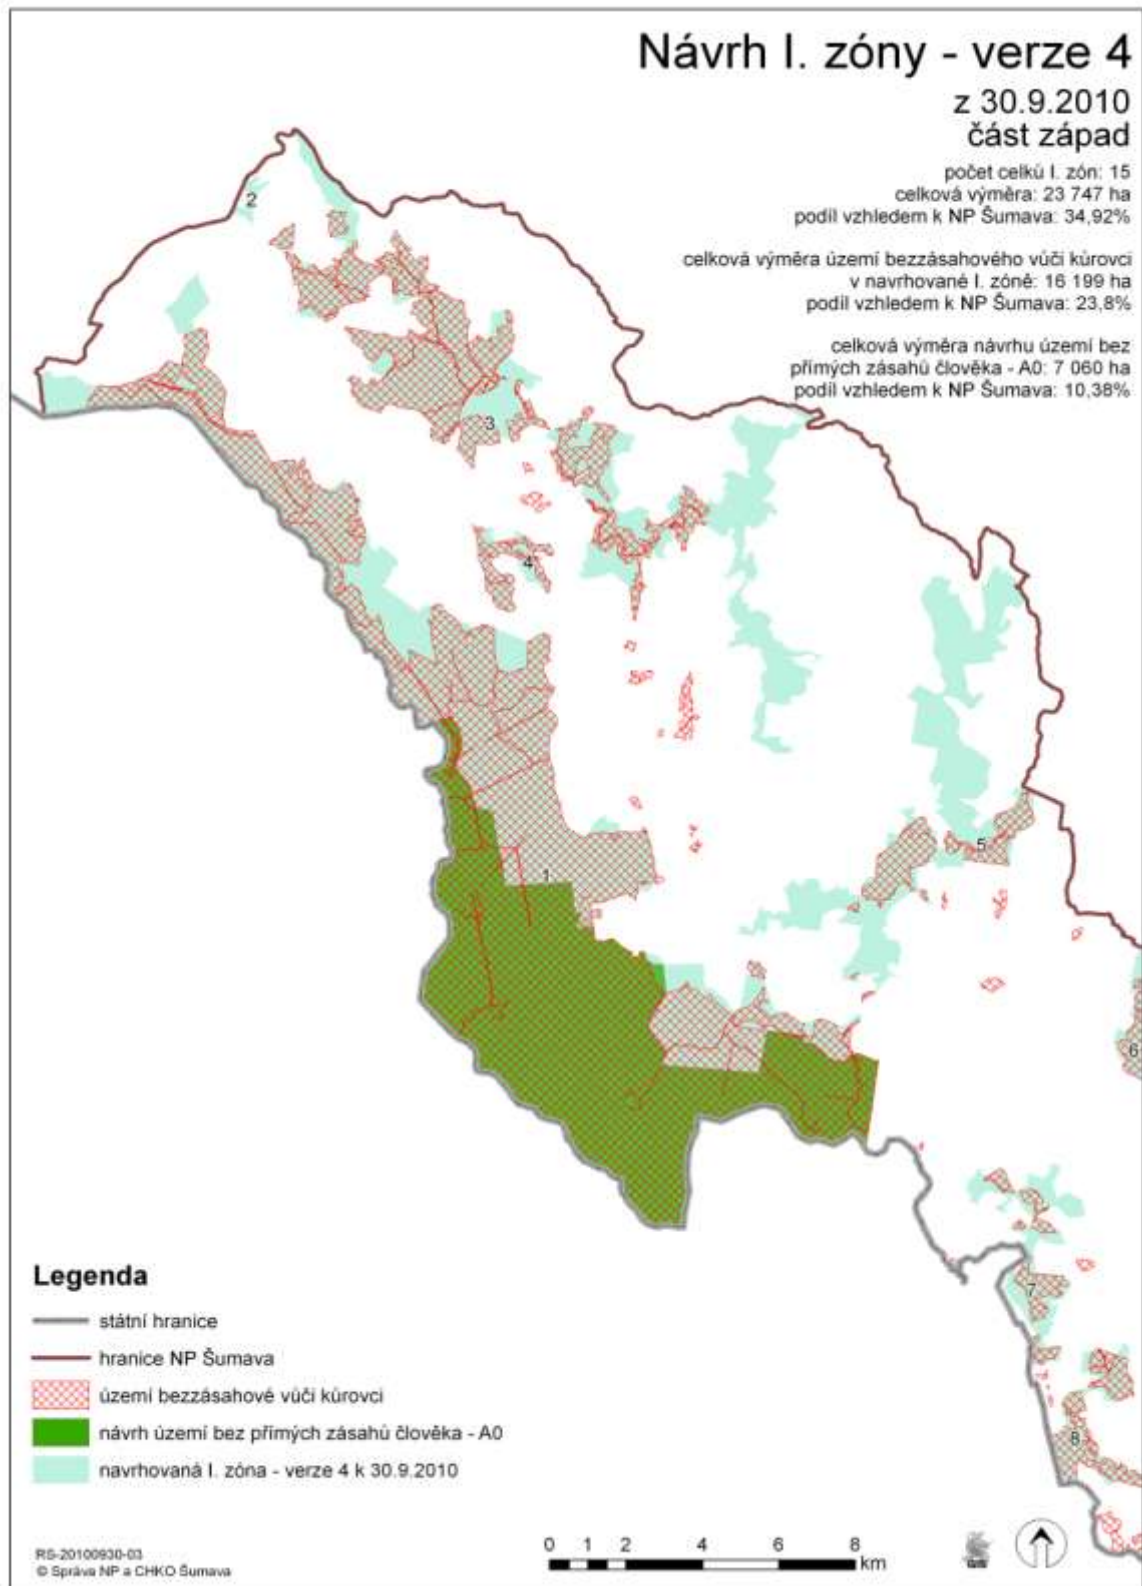 Návrh I. zóny - verze 4
z 30.9.2010
část západ
počet celků I. zón: 15
celková výměra: 23 747 ha
podíl vzhledem k NP Šumava: 34,92%
celková výměra území bezzásahového vůči kůrovci
v navrhované I. zóně: 16 199 ha
podíl vzhledem k NP Šumava: 23,8%
celková výměra návrhu území bez
přímých zásahů člověka - A0: 7 060 ha
podíl vzhledem k NP Šumava: 10,38%
2
3
4
5
1
6
7
8
Legenda
státní hranice
hranice NP Šumava
území bezzásahové vůči kůrovci
návrh území bez přímých zásahů člověka - A0
navrhovaná I. zóna - verze 4 k 30.9.2010
RS-20100930-03
© Správa NP a CHKO Šumava
0 1 2 4 6 8
km